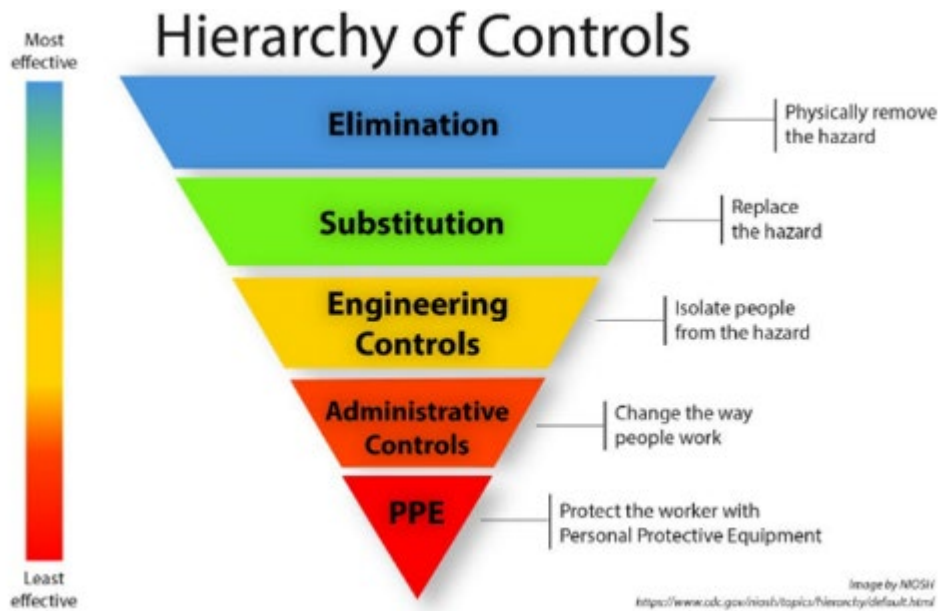 Hierarchy of Controls
Most
effective
Elimination
Physically remove
the hazard
Substitution
Replace
the hazard
Engineering
Controls
Isolate people
from the hazard
Administrative
Controls
Change the way
people work
PPE
Protect the worker with
Personal Protective Equipment
Least
effective
Image by NIOSH
https://www.cdc.gov/niosh/topics/hierarchy/default.html